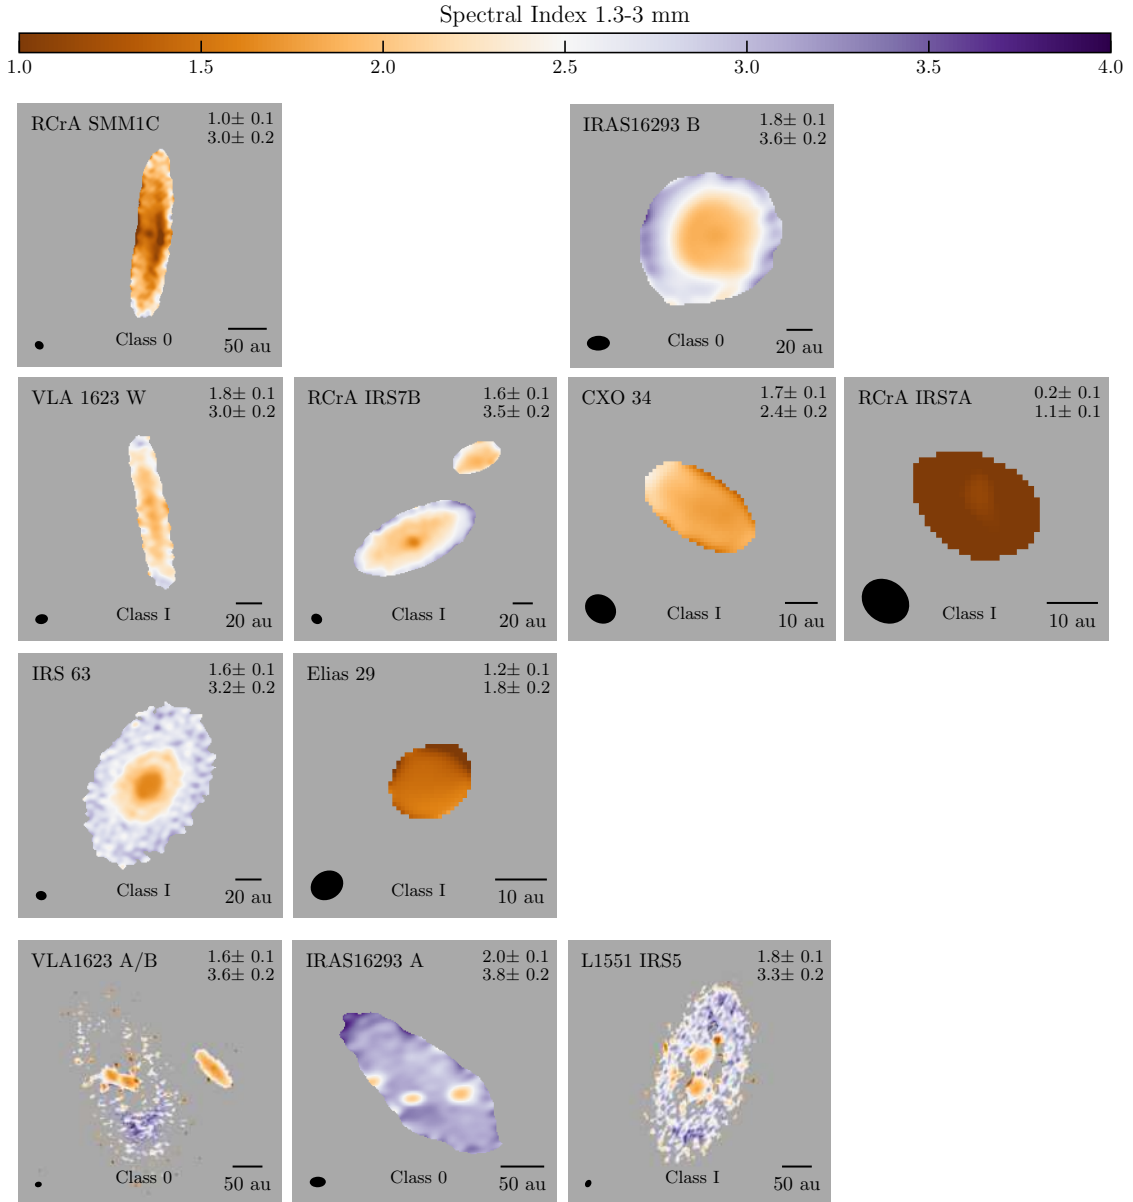 Spectral Index 1.3-3 mm
1.0 1.5 2.0 2.5 3.0 3.5 4.0
RCrA SMM1C 1.0± 0.1
3.0± 0.2
Class 0 50 au
IRAS16293 B 1.8± 0.1
3.6± 0.2
Class 0 20 au
VLA 1623 W 1.8± 0.1
3.0± 0.2
Class I 20 au
RCrA IRS7B 1.6± 0.1
3.5± 0.2
Class I 20 au
CXO 34 1.7± 0.1
2.4± 0.2
Class I 10 au
RCrA IRS7A 0.2± 0.1
1.1± 0.1
Class I 10 au
IRS 63 1.6± 0.1
3.2± 0.2
Class I 20 au
Elias 29 1.2± 0.1
1.8± 0.2
Class I 10 au
VLA1623 A/B 1.6± 0.1
3.6± 0.2
Class 0 50 au
IRAS16293 A 2.0± 0.1
3.8± 0.2
Class 0 50 au
L1551 IRS5 1.8± 0.1
3.3± 0.2
Class I 50 au